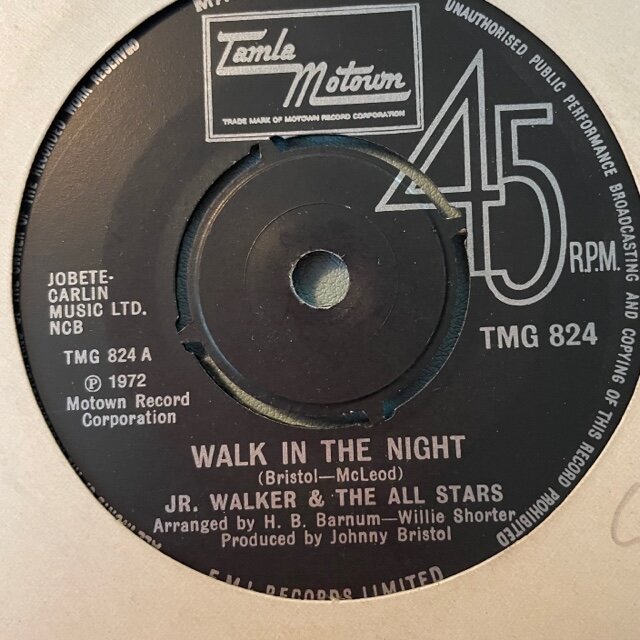 Tamla
Motown
TRADE MARK OF MOTOWN RECORD CORPORATION
45
R.P.M.
TMG 824
JOBETE-
CARLIN
MUSIC LTD.
NCB
TMG 824 A
℗ 1972
Motown Record
Corporation
WALK IN THE NIGHT
(Bristol—McLeod)
JR. WALKER & THE ALL STARS
Arranged by H. B. Barnum—Willie Shorter
Produced by Johnny Bristol
E.M.I. RECORDS LIMITED
UNAUTHORISED PUBLIC PERFORMANCE BROADCASTING AND COPYING OF THIS RECORD PROHIBITED